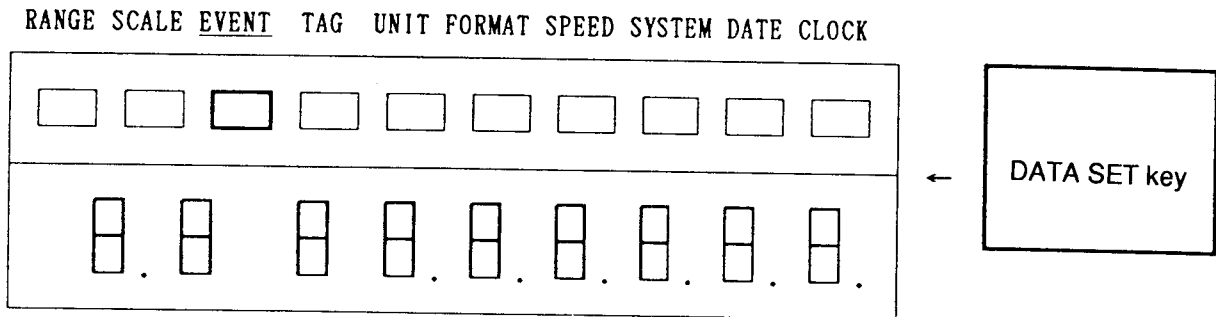 RANGE SCALE EVENT TAG UNIT FORMAT SPEED SYSTEM DATE CLOCK
← DATA SET key